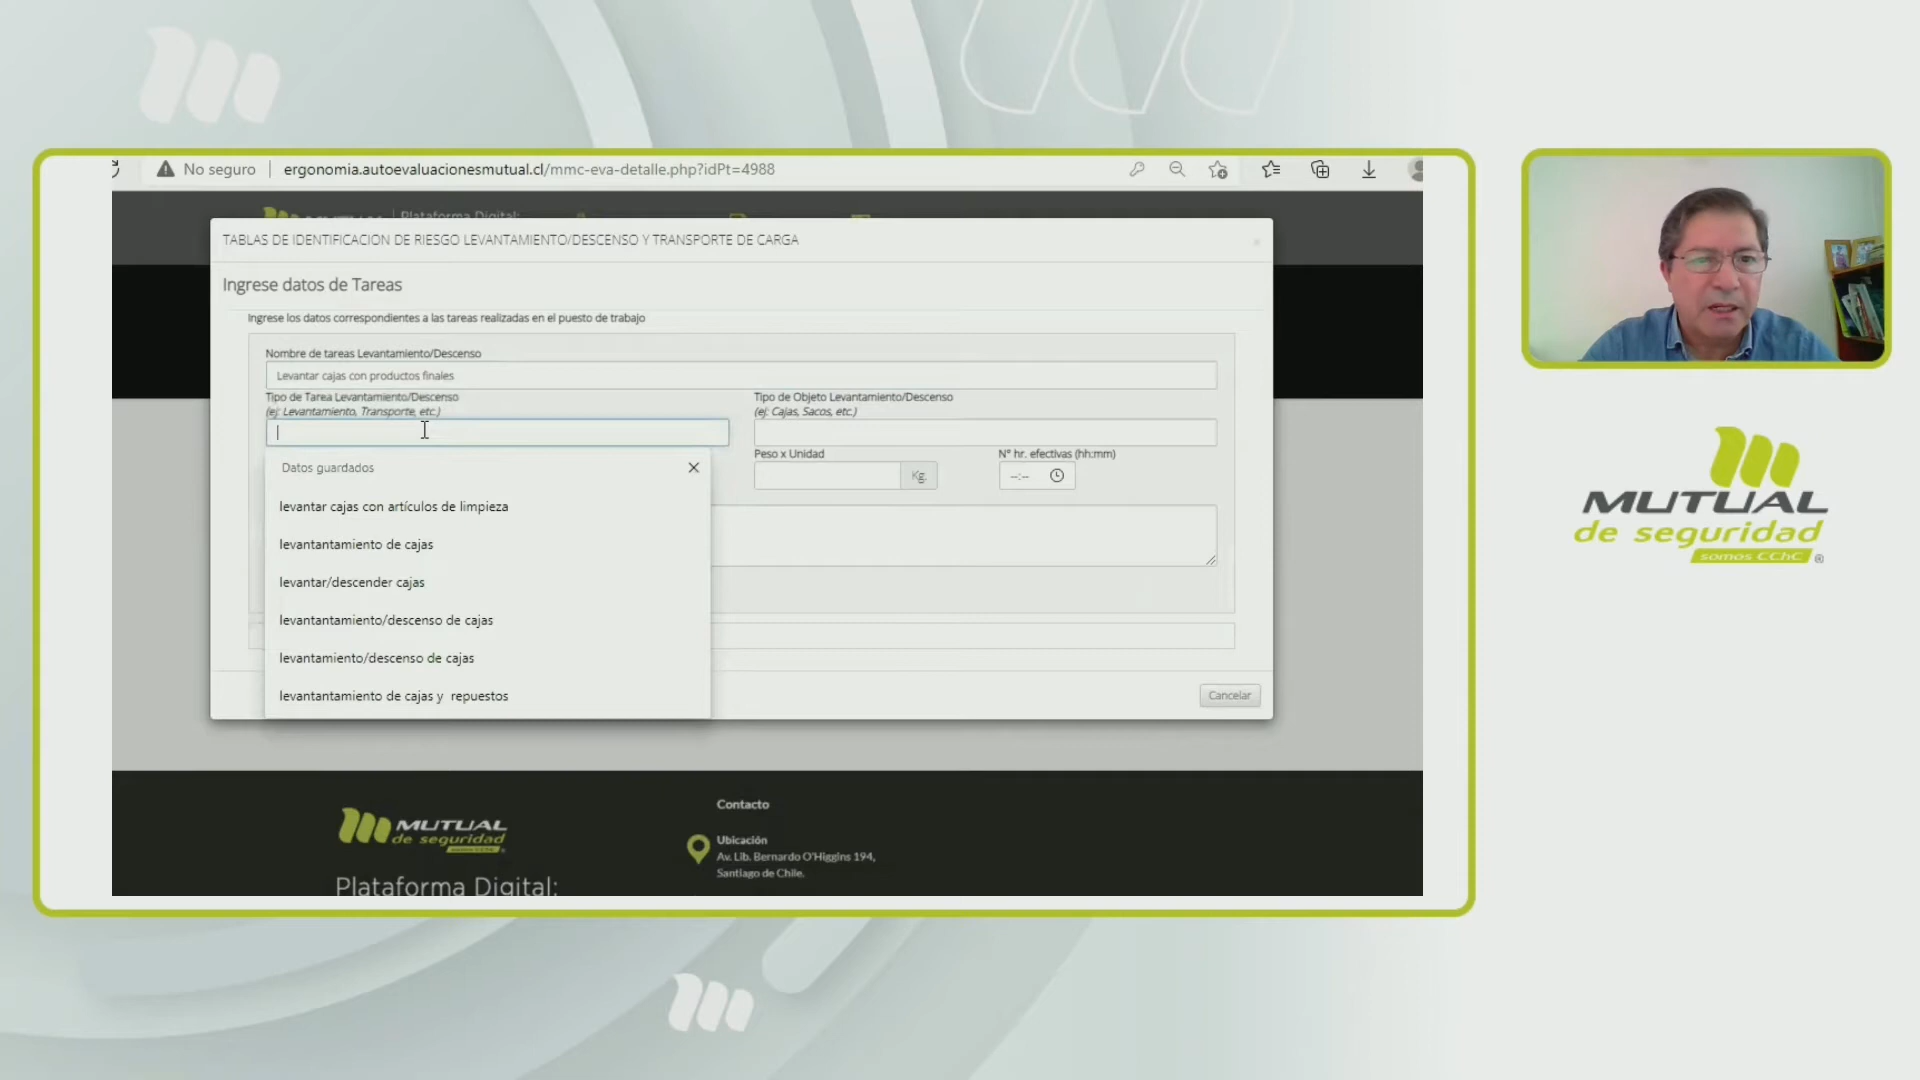 No seguro
ergonomia.autoevaluacionesmutual.cl/mmc-eva-detalle.php?idPt=4988
Plataforma Digital:
TABLAS DE IDENTIFICACION DE RIESGO LEVANTAMIENTO/DESCENSO Y TRANSPORTE DE CARGA
Ingrese datos de Tareas
Ingrese los datos correspondientes a las tareas realizadas en el puesto de trabajo
Nombre de tareas Levantamiento/Descenso
Levantar cajas con productos finales
Tipo de Tarea Levantamiento/Descenso
(ej: Levantamiento, Transporte, etc.)
Tipo de Objeto Levantamiento/Descenso
(ej: Cajas, Sacos, etc.)
Peso x Unidad
Kg.
N° hr. efectivas (hh:mm)
--:--
Datos guardados
levantar cajas con artículos de limpieza
levantantamiento de cajas
levantar/descender cajas
levantantamiento/descenso de cajas
levantamiento/descenso de cajas
levantantamiento de cajas y repuestos
Cancelar
MUTUAL
de seguridad
somos CChC
Plataforma Digital:
Contacto
Ubicación
Av. Lib. Bernardo O'Higgins 194,
Santiago de Chile.
MUTUAL
de seguridad
somos CChC ®